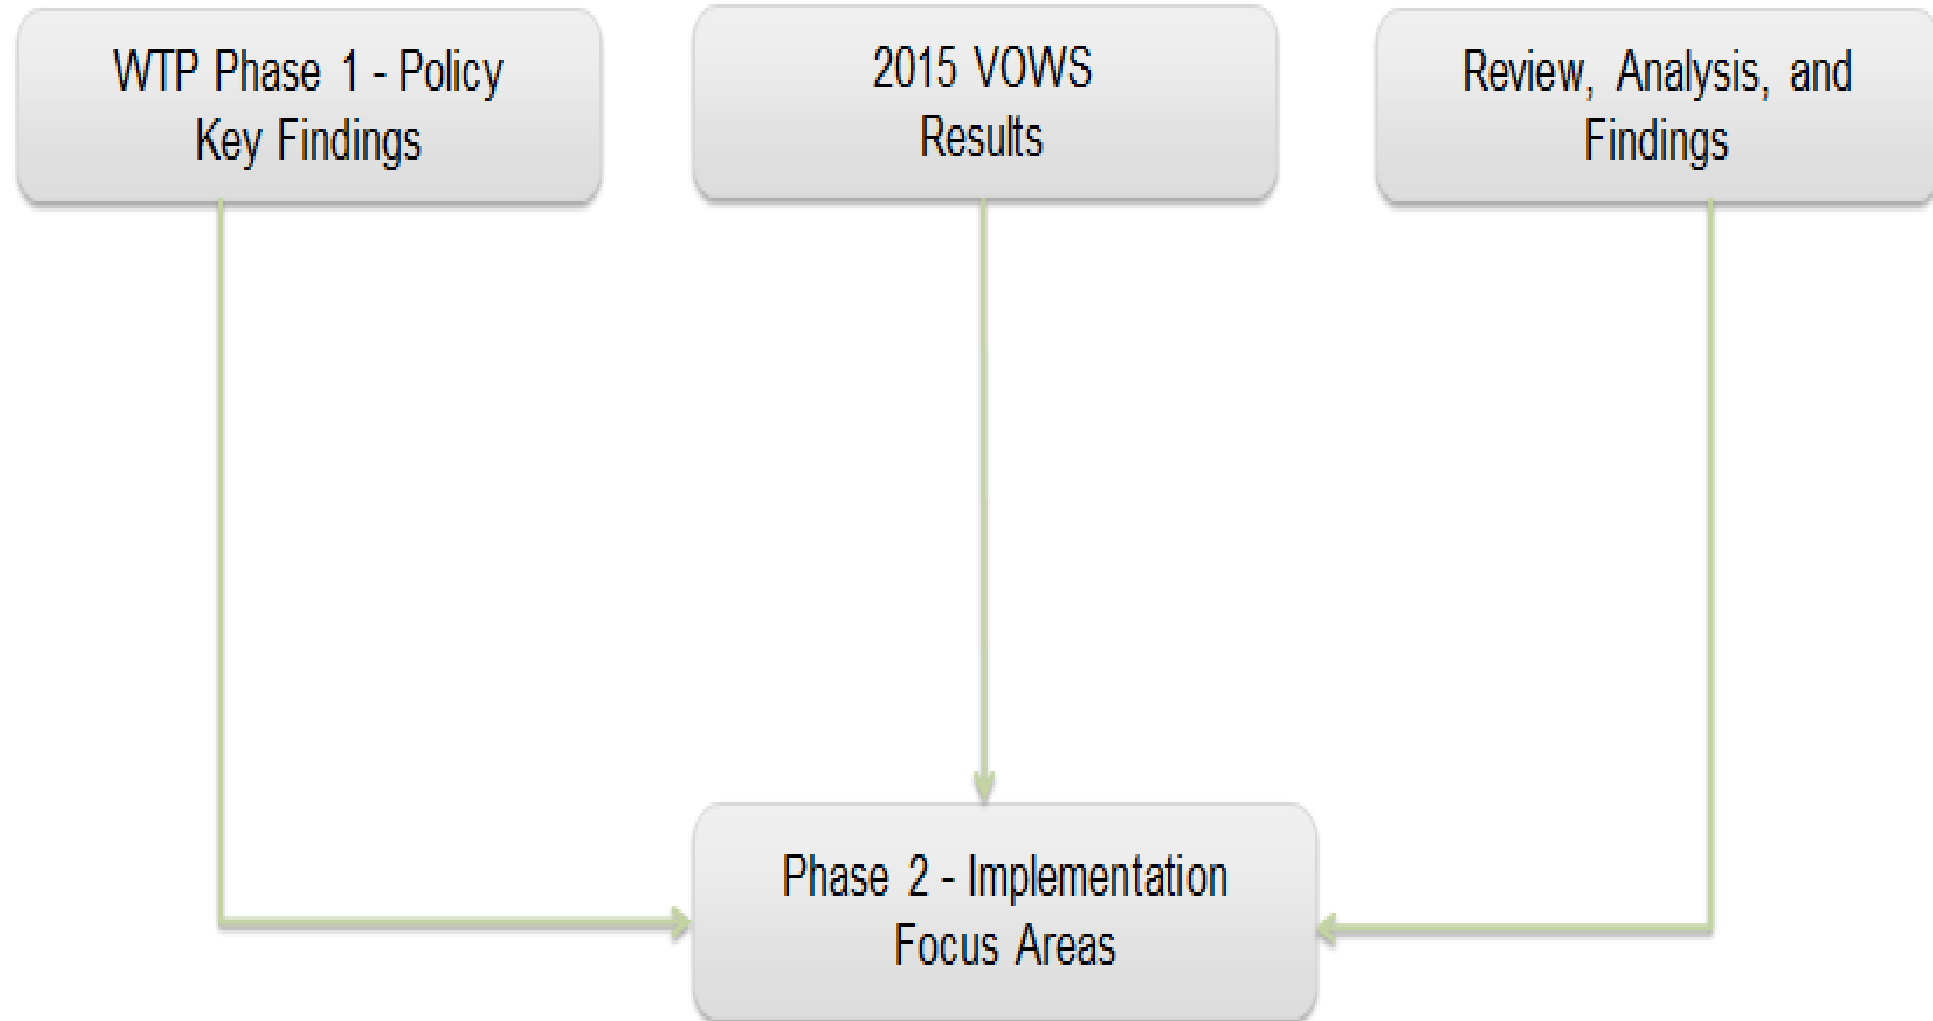 WTP Phase 1 - Policy
Key Findings
2015 VOWS
Results
Review, Analysis, and
Findings
Phase 2 - Implementation
Focus Areas